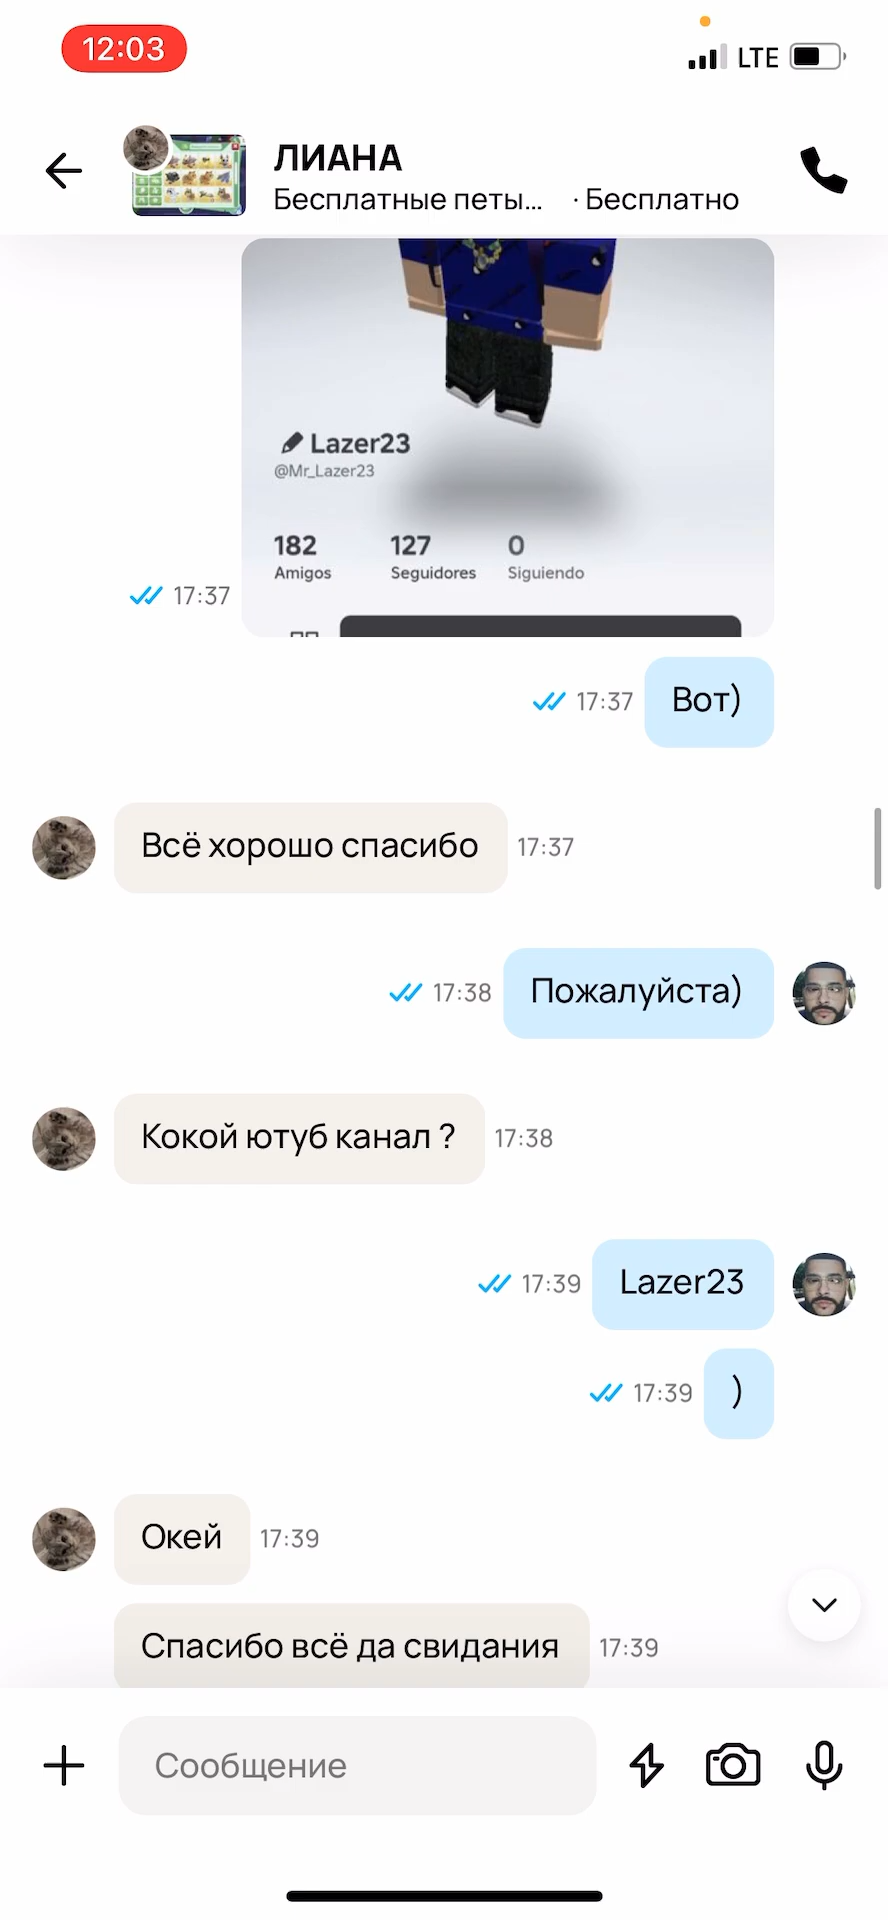 12:03
LTE
ЛИАНА
Бесплатные петы... · Бесплатно
Lazer23
@Mr_Lazer23
182 127 0
Amigos Seguidores Siguiendo
17:37
17:37 Вот)
Всё хорошо спасибо 17:37
17:38 Пожалуйста)
Кокой ютуб канал ? 17:38
17:39 Lazer23
17:39 )
Окей 17:39
Спасибо всё да свидания 17:39
Сообщение